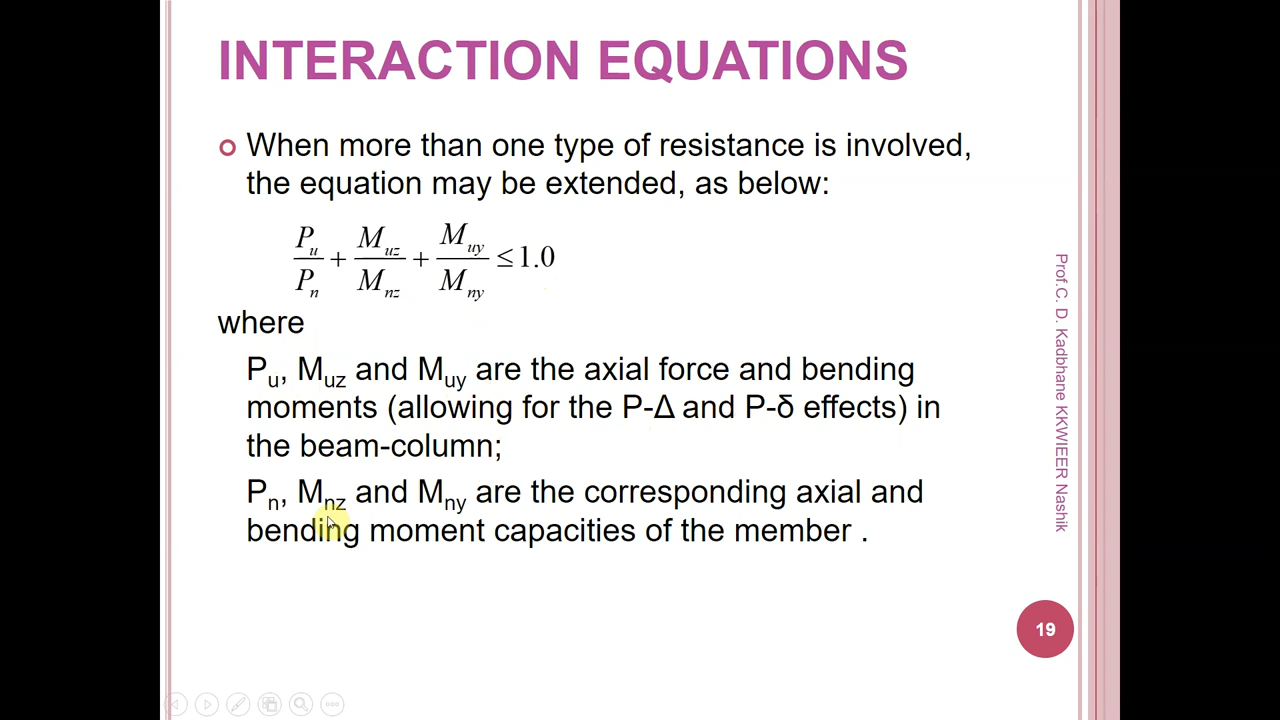 INTERACTION EQUATIONS
When more than one type of resistance is involved,
the equation may be extended, as below:
P_u/P_n + M_uz/M_nz + M_uy/M_ny ≤ 1.0
where
P_u, M_uz and M_uy are the axial force and bending
moments (allowing for the P-Δ and P-δ effects) in
the beam-column;
P_n, M_nz and M_ny are the corresponding axial and
bending moment capacities of the member .
Prof.C. D. Kadbhane KKWIEER Nashik
19